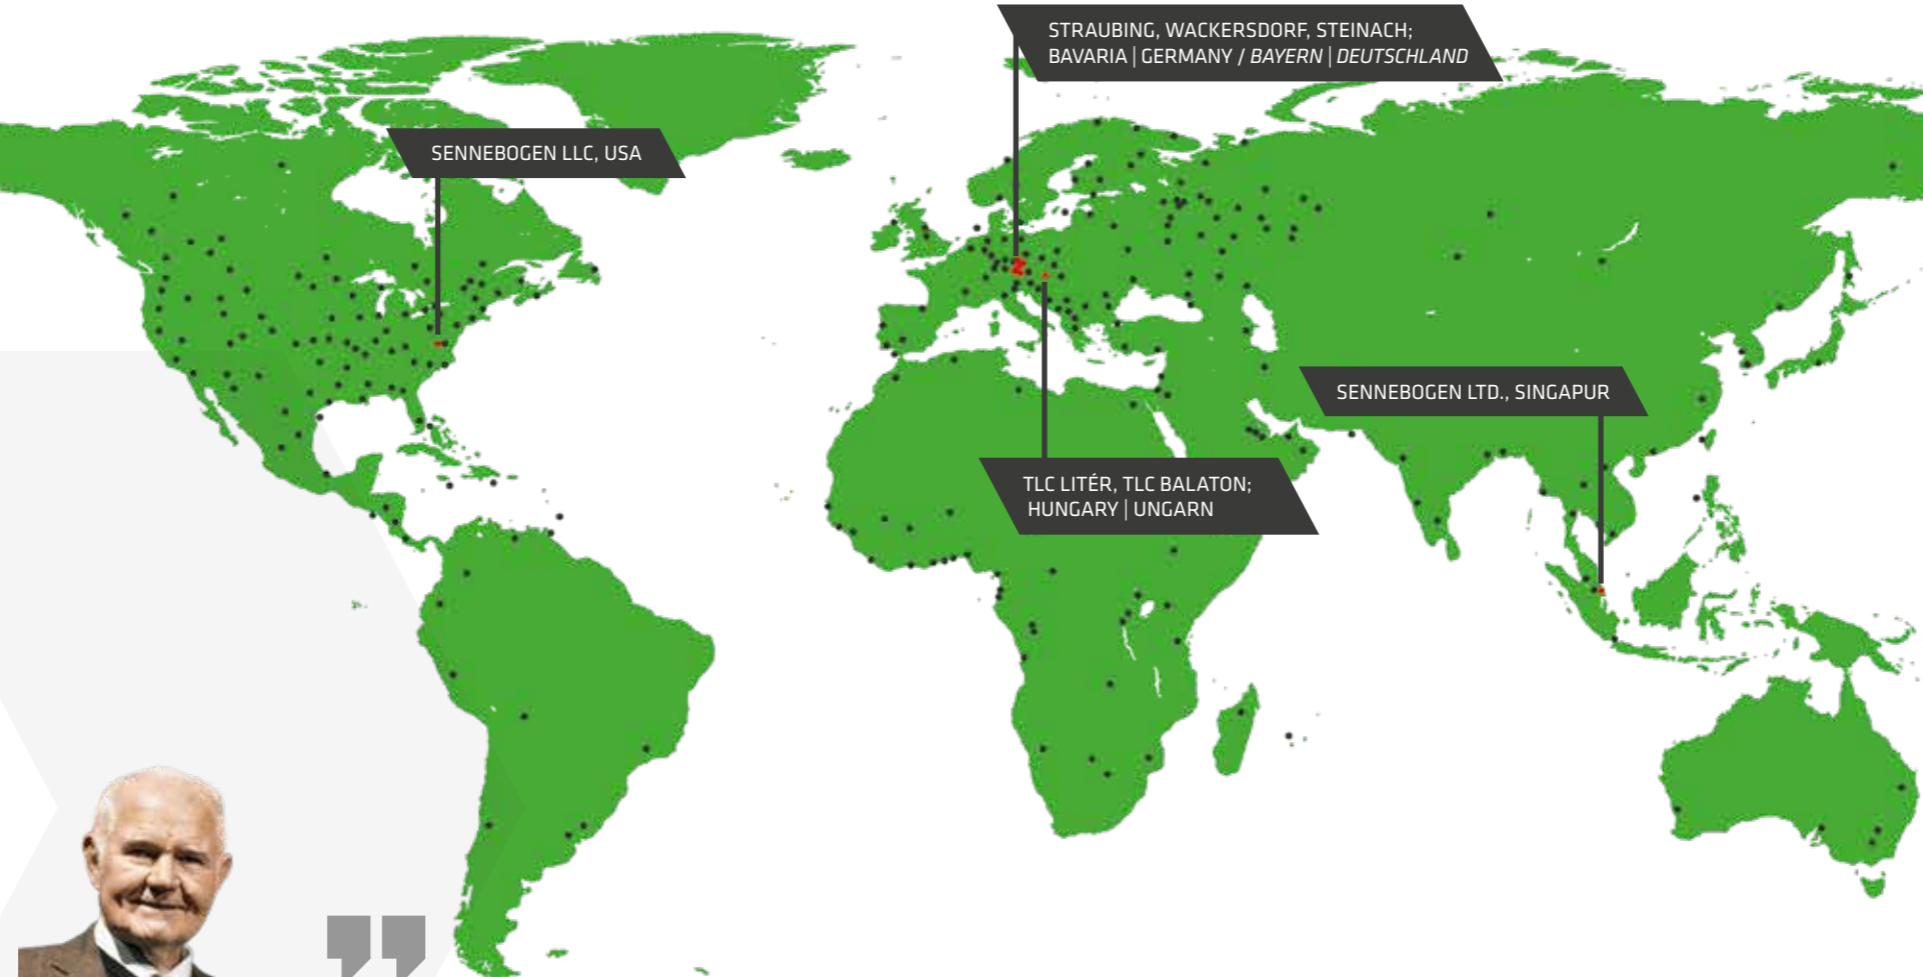 STRAUBING, WACKERSDORF, STEINACH;
BAVARIA | GERMANY / BAYERN | DEUTSCHLAND
SENNEBOGEN LLC, USA
SENNEBOGEN LTD., SINGAPUR
TLC LITÉR, TLC BALATON;
HUNGARY | UNGARN